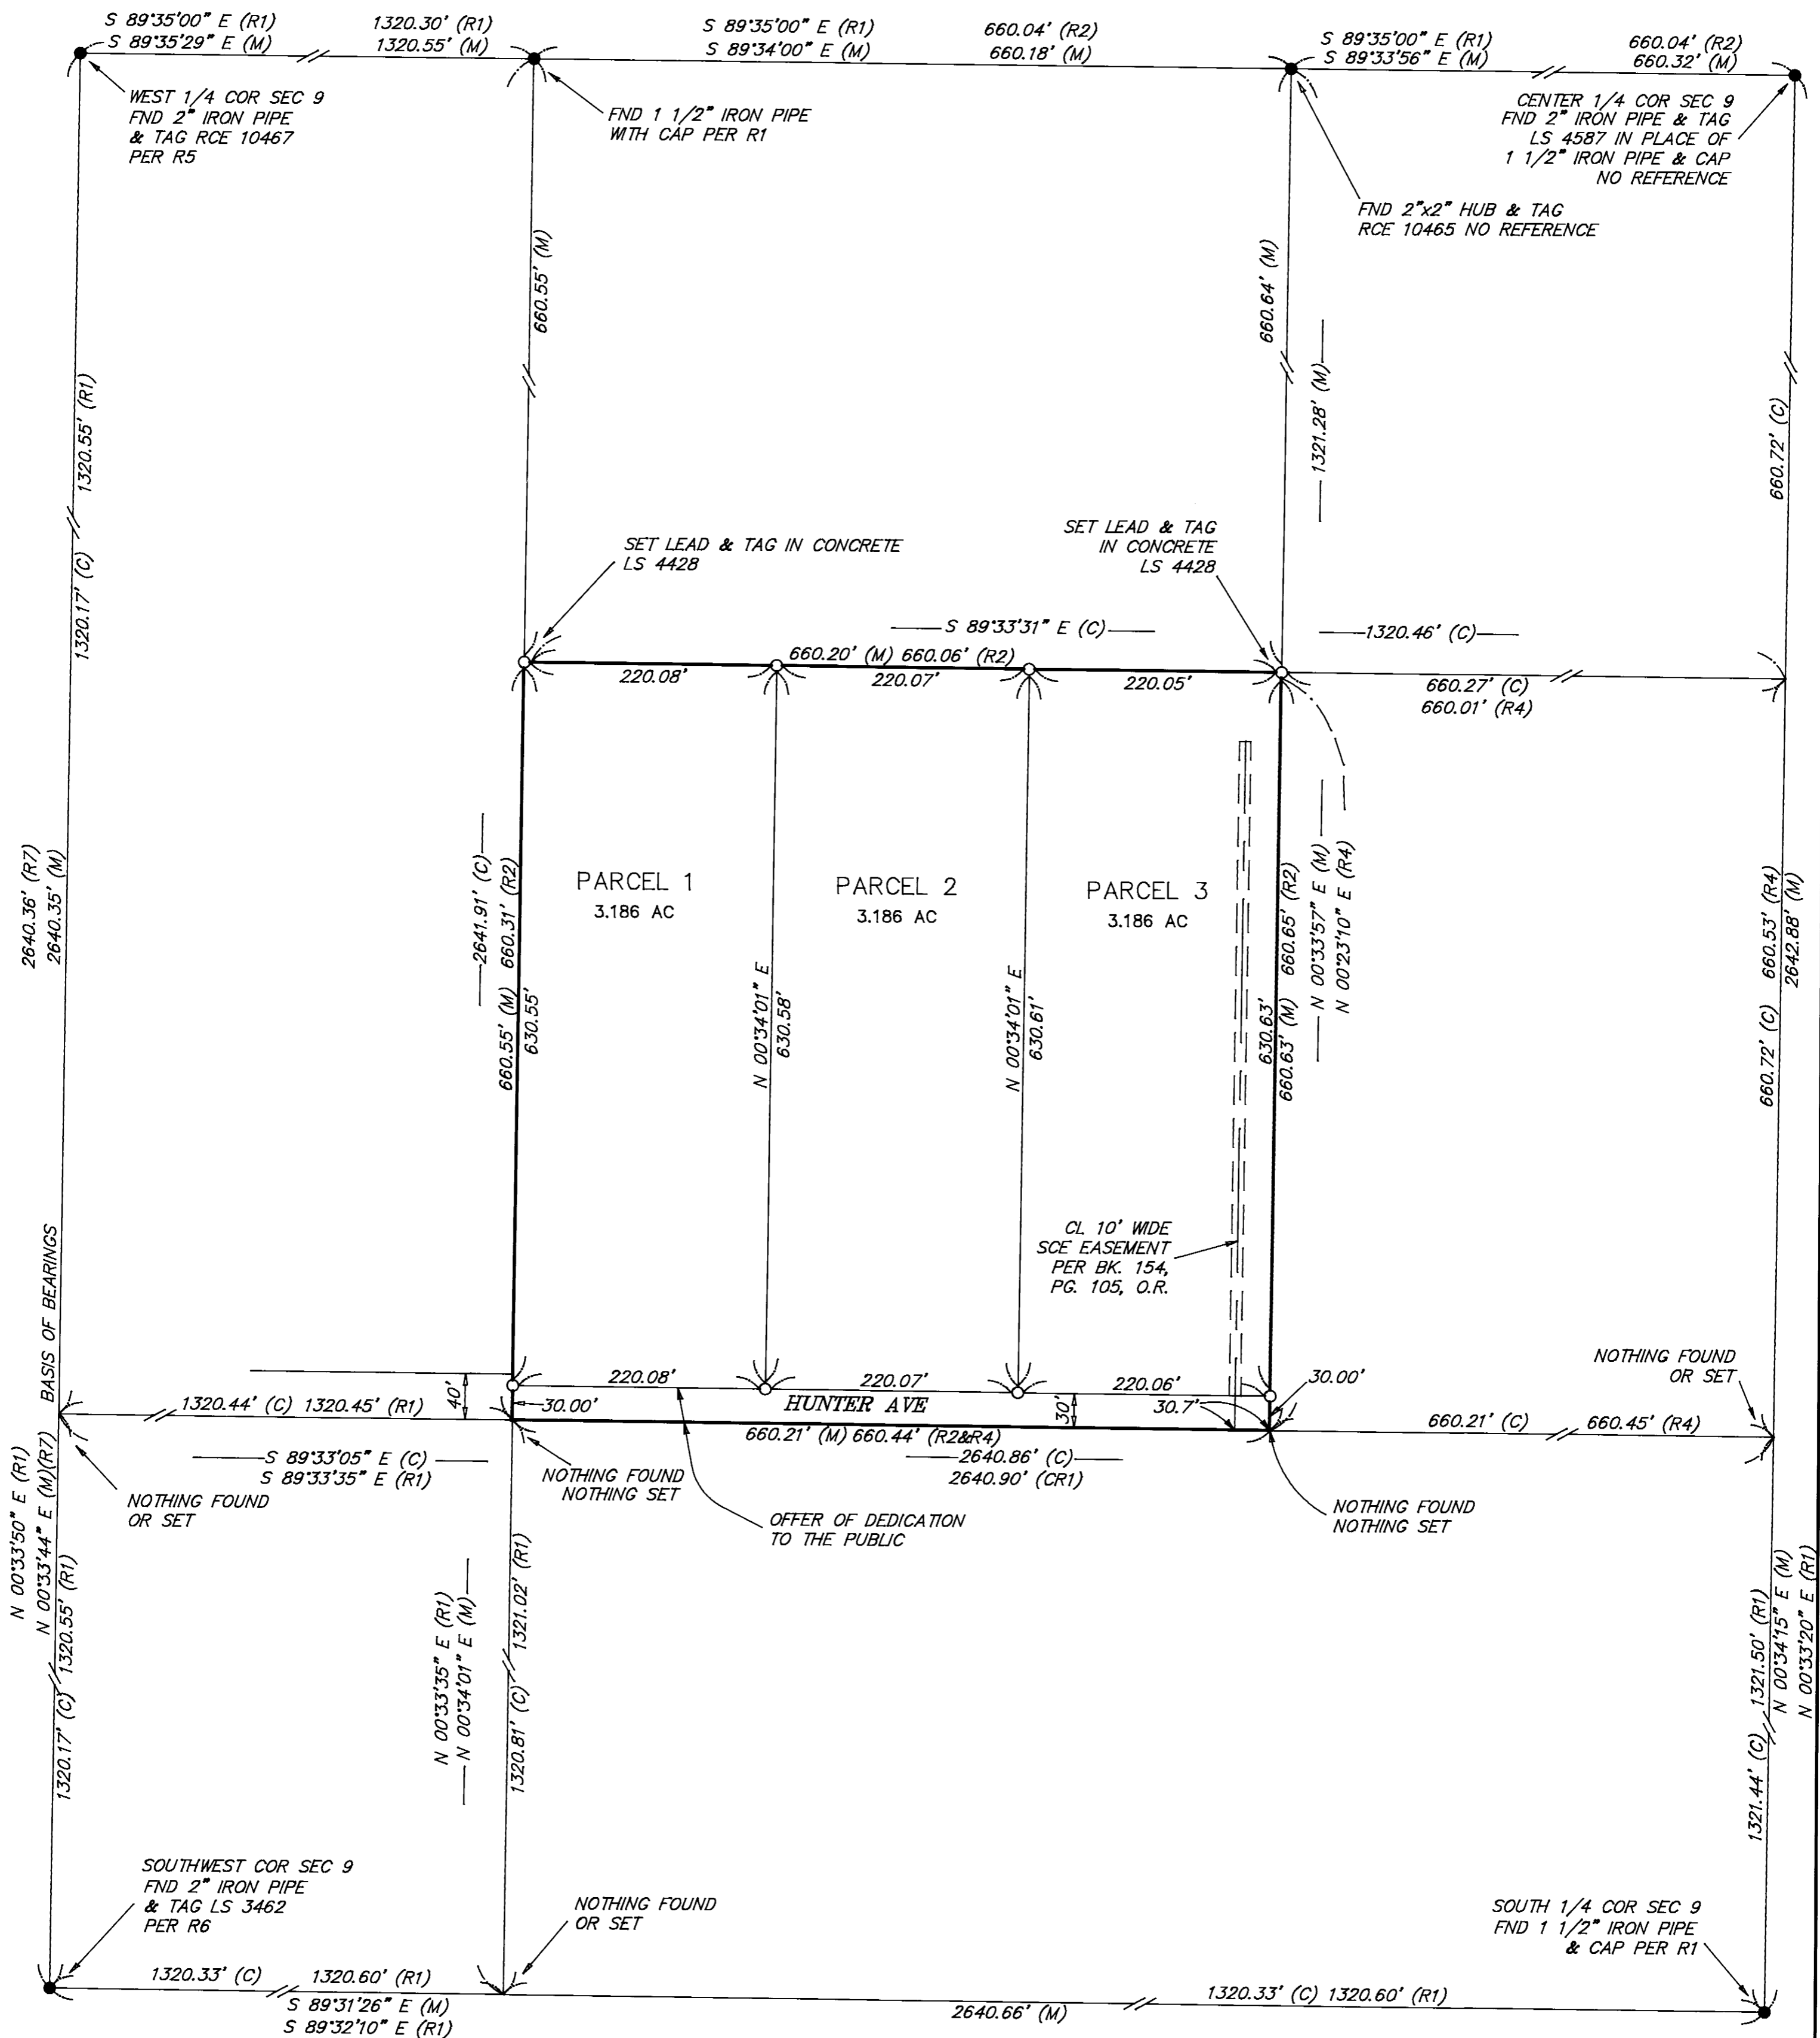 S 89°35'00" E (R1)
S 89°35'29" E (M)
1320.30' (R1)
1320.55' (M)
S 89°35'00" E (R1)
S 89°34'00" E (M)
660.04' (R2)
660.18' (M)
S 89°35'00" E (R1)
S 89°33'56" E (M)
660.04' (R2)
660.32' (M)
WEST 1/4 COR SEC 9
FND 2" IRON PIPE
& TAG RCE 10467
PER R5
FND 1 1/2" IRON PIPE
WITH CAP PER R1
CENTER 1/4 COR SEC 9
FND 2" IRON PIPE & TAG
LS 4587 IN PLACE OF
1 1/2" IRON PIPE & CAP
NO REFERENCE
FND 2"x2" HUB & TAG
RCE 10465 NO REFERENCE
660.55' (M)
660.64' (M)
1321.28' (M)
1320.55' (R1)
1320.17' (C)
660.72' (C)
SET LEAD & TAG IN CONCRETE
LS 4428
SET LEAD & TAG
IN CONCRETE
LS 4428
S 89°33'31" E (C)
1320.46' (C)
660.20' (M) 660.06' (R2)
220.08'
220.07'
220.05'
660.27' (C)
660.01' (R4)
2640.36' (R7)
2640.35' (M)
2641.91' (C)
660.55' (M) 660.31' (R2)
630.55'
PARCEL 1
3.186 AC
N 00°34'01" E
630.58'
PARCEL 2
3.186 AC
N 00°34'01" E
630.61'
PARCEL 3
3.186 AC
630.63'
660.63' (M) 660.65' (R2)
N 00°33'57" E (M)
N 00°23'10" E (R4)
660.72' (C) 660.53' (R4)
2642.88' (M)
CL 10' WIDE
SCE EASEMENT
PER BK. 154,
PG. 105, O.R.
BASIS OF BEARINGS
NOTHING FOUND
OR SET
1320.44' (C) 1320.45' (R1)
40'
30.00'
220.08'
220.07'
220.06'
HUNTER AVE
30'
30.7'
30.00'
660.21' (C)
660.45' (R4)
660.21' (M) 660.44' (R2&R4)
S 89°33'05" E (C)
S 89°33'35" E (R1)
2640.86' (C)
2640.90' (CR1)
NOTHING FOUND
OR SET
NOTHING FOUND
NOTHING SET
OFFER OF DEDICATION
TO THE PUBLIC
NOTHING FOUND
NOTHING SET
N 00°33'50" E (R1)
N 00°33'44" E (M)(R7)
1320.17' (C) 1320.55' (R1)
N 00°33'35" E (R1)
N 00°34'01" E (M)
1320.81' (C) 1321.02' (R1)
1321.44' (C) 1321.50' (R1)
N 00°34'15" E (M)
N 00°33'20" E (R1)
SOUTHWEST COR SEC 9
FND 2" IRON PIPE
& TAG LS 3462
PER R6
NOTHING FOUND
OR SET
SOUTH 1/4 COR SEC 9
FND 1 1/2" IRON PIPE
& CAP PER R1
1320.33' (C)
1320.60' (R1)
S 89°31'26" E (M)
S 89°32'10" E (R1)
2640.66' (M)
1320.33' (C) 1320.60' (R1)